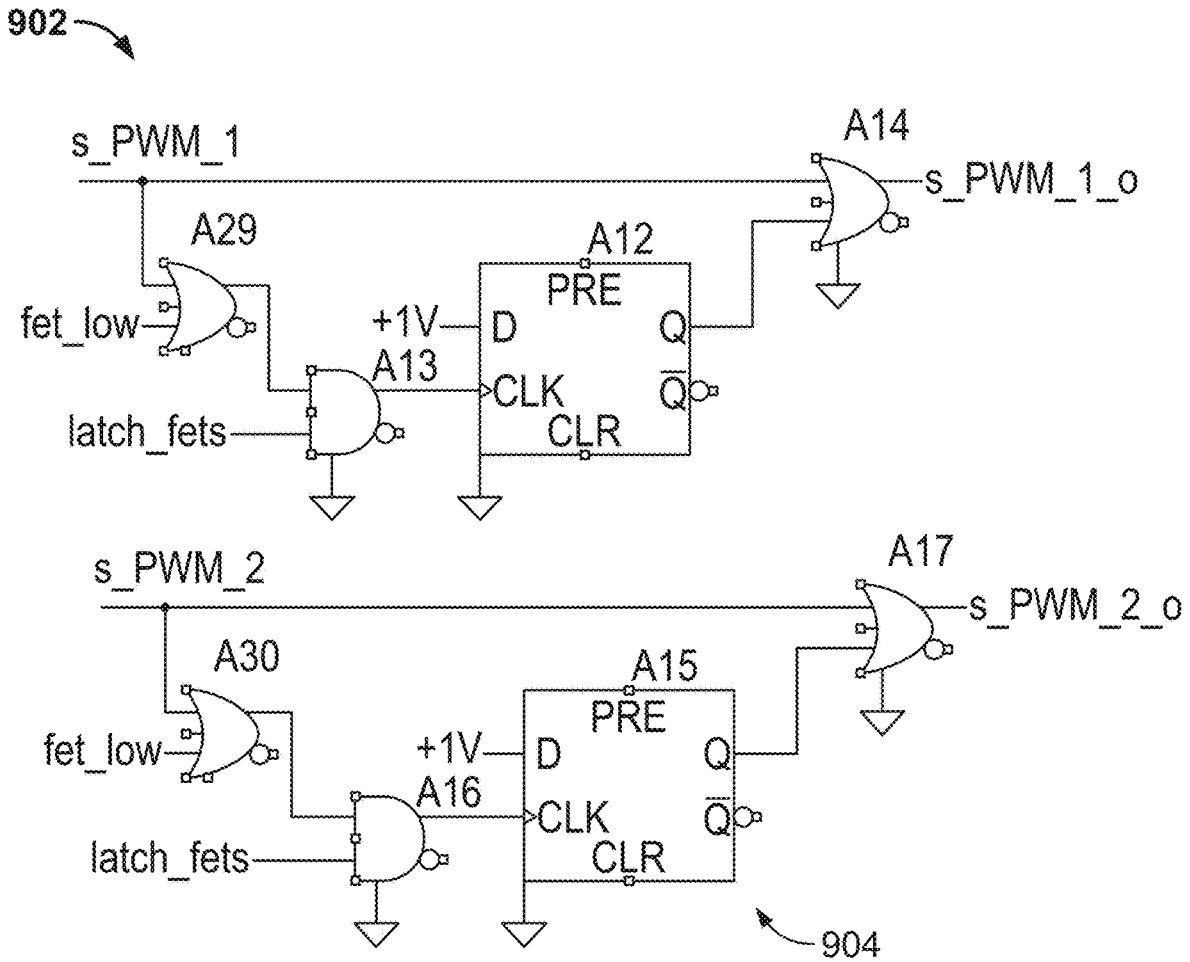 902
s_PWM_1
A14
s_PWM_1_o
A29
A12
PRE
fet_low
+1V
D
Q
A13
CLK
Q̅
latch_fets
CLR
s_PWM_2
A17
s_PWM_2_o
A30
A15
PRE
fet_low
+1V
D
Q
A16
CLK
Q̅
latch_fets
CLR
904